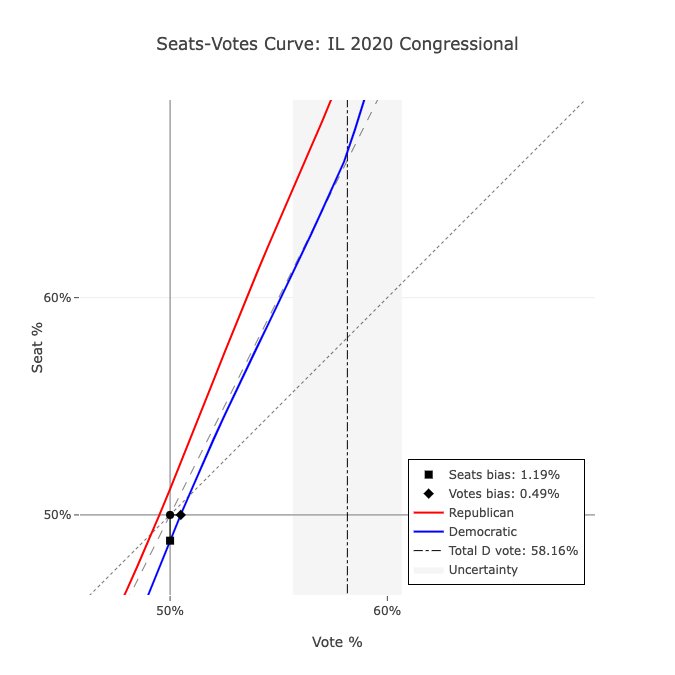 Seats-Votes Curve: IL 2020 Congressional
60%
Seat %
50%
Seats bias: 1.19%
Votes bias: 0.49%
Republican
Democratic
Total D vote: 58.16%
Uncertainty
50%
60%
Vote %